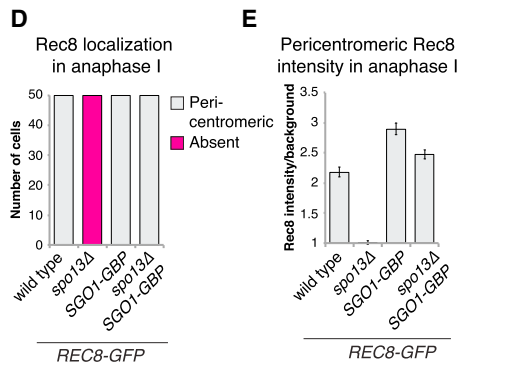 D
Rec8 localization
in anaphase I
Number of cells
50
40
30
20
10
0
Peri-
centromeric
Absent
wild type
spo13Δ
SGO1-GBP
spo13Δ
SGO1-GBP
REC8-GFP
E
Pericentromeric Rec8
intensity in anaphase I
Rec8 intensity/background
3.5
3
2.5
2
1.5
1
wild type
spo13Δ
SGO1-GBP
spo13Δ
SGO1-GBP
REC8-GFP